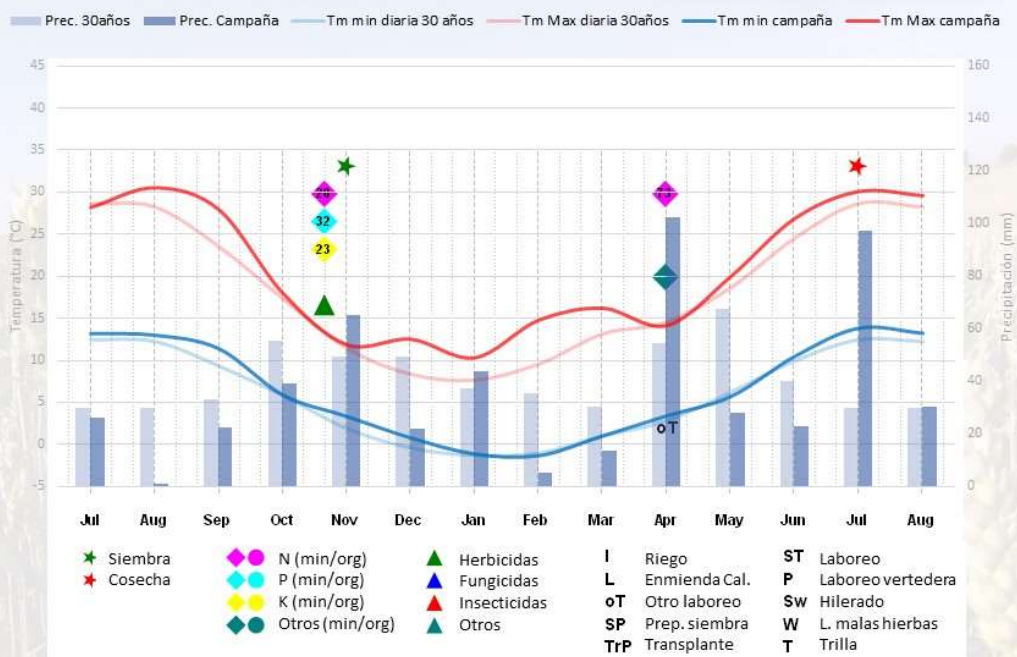 Prec. 30años Prec. Campaña Tm min diaria 30 años Tm Max diaria 30años Tm min campaña Tm Max campaña
45 160
40 140
35 120
30 100
25
20 80
15 60
10 40
5
0 20
-5 0
Temperatura (°C)
Precipitación (mm)
32
23
oT
Jul Aug Sep Oct Nov Dec Jan Feb Mar Apr May Jun Jul Aug
Siembra
Cosecha
N (min/org)
P (min/org)
K (min/org)
Otros (min/org)
Herbicidas
Fungicidas
Insecticidas
Otros
I Riego
L Enmienda Cal.
oT Otro laboreo
SP Prep. siembra
TrP Transplante
ST Laboreo
P Laboreo vertedera
Sw Hilerado
W L. malas hierbas
T Trilla